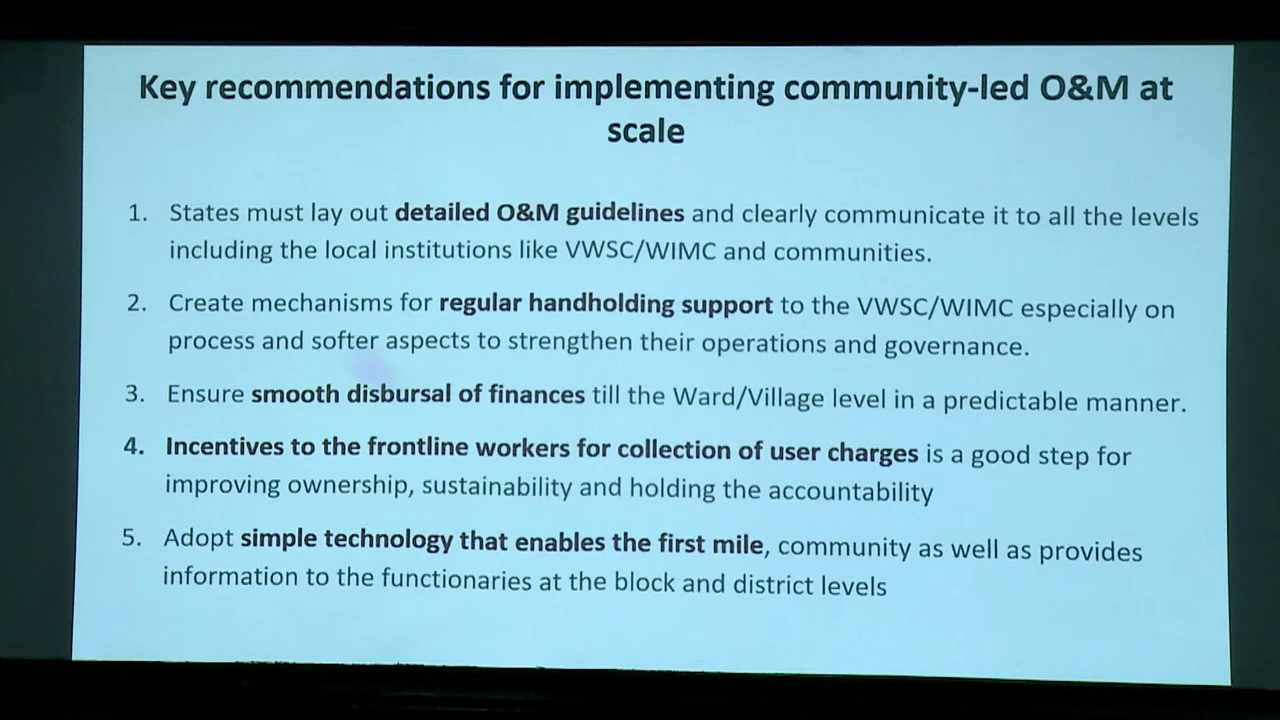 Key recommendations for implementing community-led O&M at
scale
1. States must lay out detailed O&M guidelines and clearly communicate it to all the levels
including the local institutions like VWSC/WIMC and communities.
2. Create mechanisms for regular handholding support to the VWSC/WIMC especially on
process and softer aspects to strengthen their operations and governance.
3. Ensure smooth disbursal of finances till the Ward/Village level in a predictable manner.
4. Incentives to the frontline workers for collection of user charges is a good step for
improving ownership, sustainability and holding the accountability
5. Adopt simple technology that enables the first mile, community as well as provides
information to the functionaries at the block and district levels